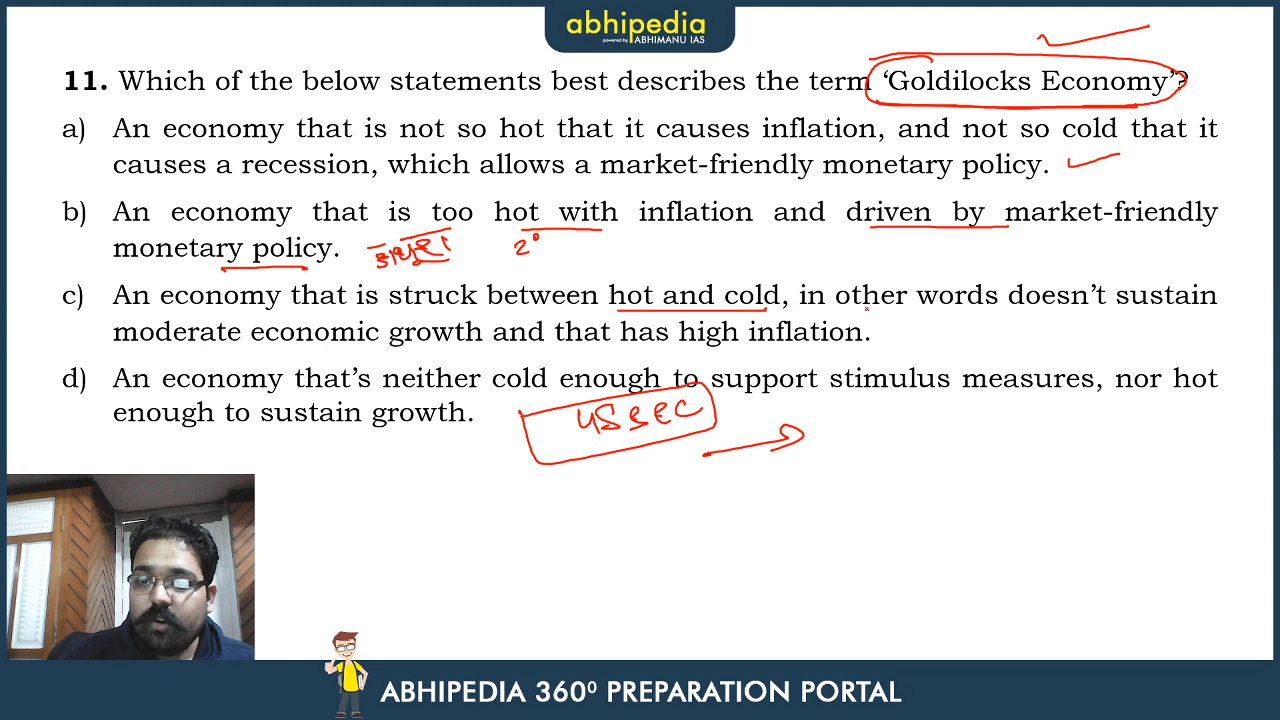 abhipedia
powered by ABHIMANU IAS
11. Which of the below statements best describes the term ‘Goldilocks Economy’?
a) An economy that is not so hot that it causes inflation, and not so cold that it
causes a recession, which allows a market-friendly monetary policy.
b) An economy that is too hot with inflation and driven by market-friendly
monetary policy.
2°
c) An economy that is struck between hot and cold, in other words doesn’t sustain
moderate economic growth and that has high inflation.
d) An economy that’s neither cold enough to support stimulus measures, nor hot
enough to sustain growth.
ABHIPEDIA 360⁰ PREPARATION PORTAL